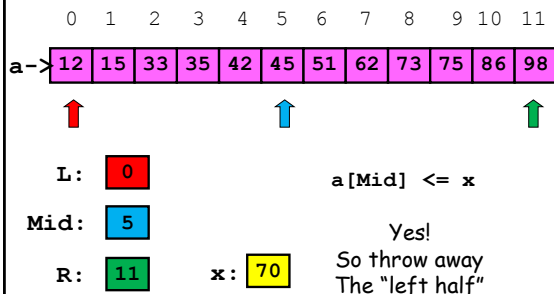 0 1 2 3 4 5 6 7 8 9 10 11
a-> 12 15 33 35 42 45 51 62 73 75 86 98
L: 0
a[Mid] <= x
Mid: 5
Yes!
So throw away
R: 11 x: 70
The "left half"